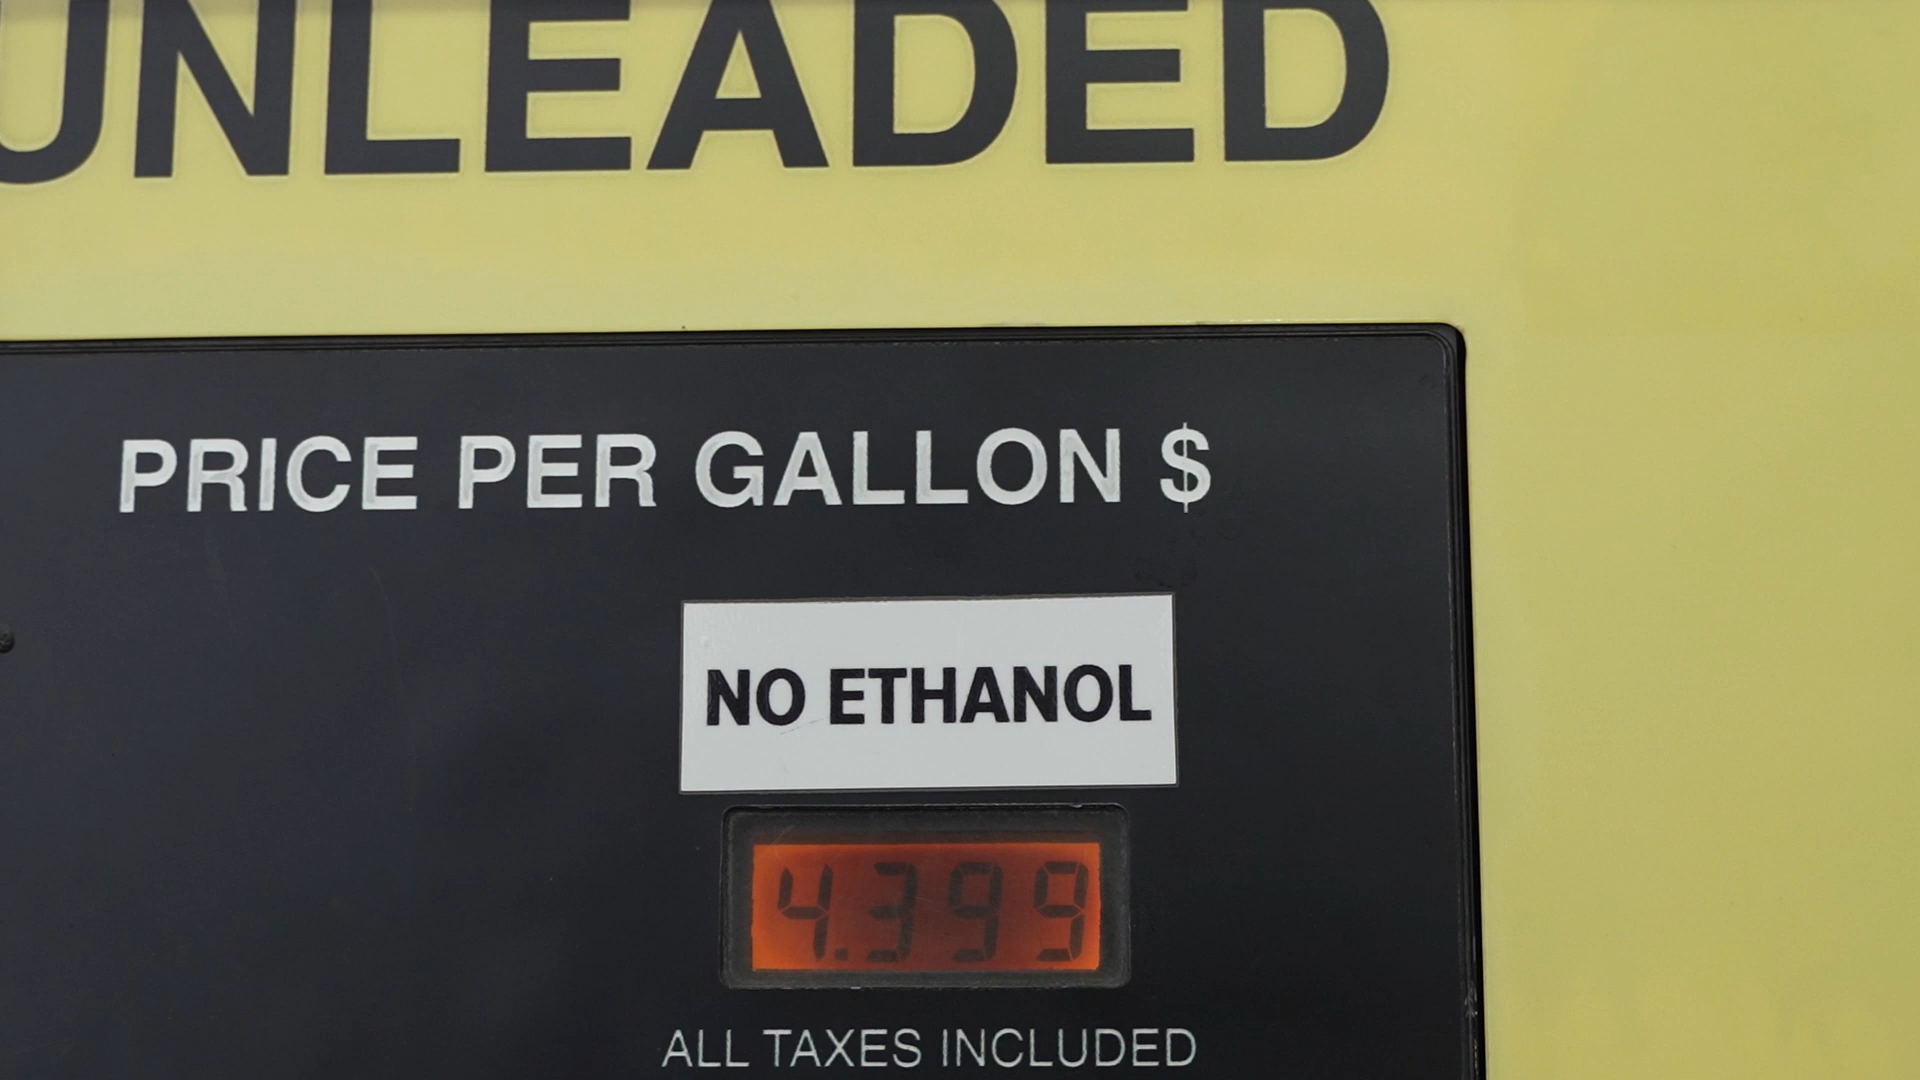 UNLEADED
PRICE PER GALLON $
NO ETHANOL
4.399
ALL TAXES INCLUDED